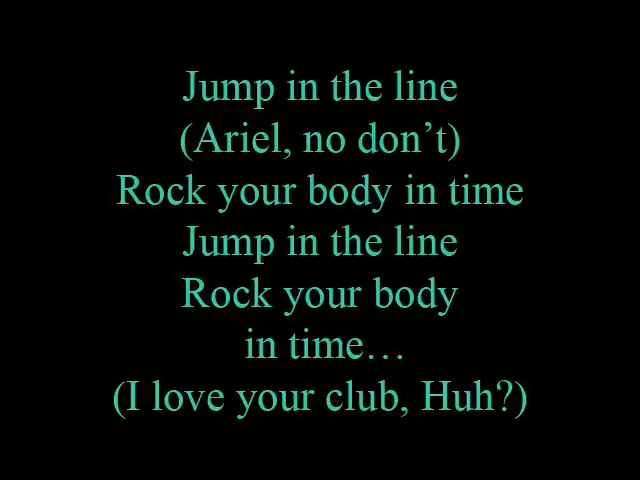 Jump in the line
(Ariel, no don’t)
Rock your body in time
Jump in the line
Rock your body
in time…
(I love your club, Huh?)